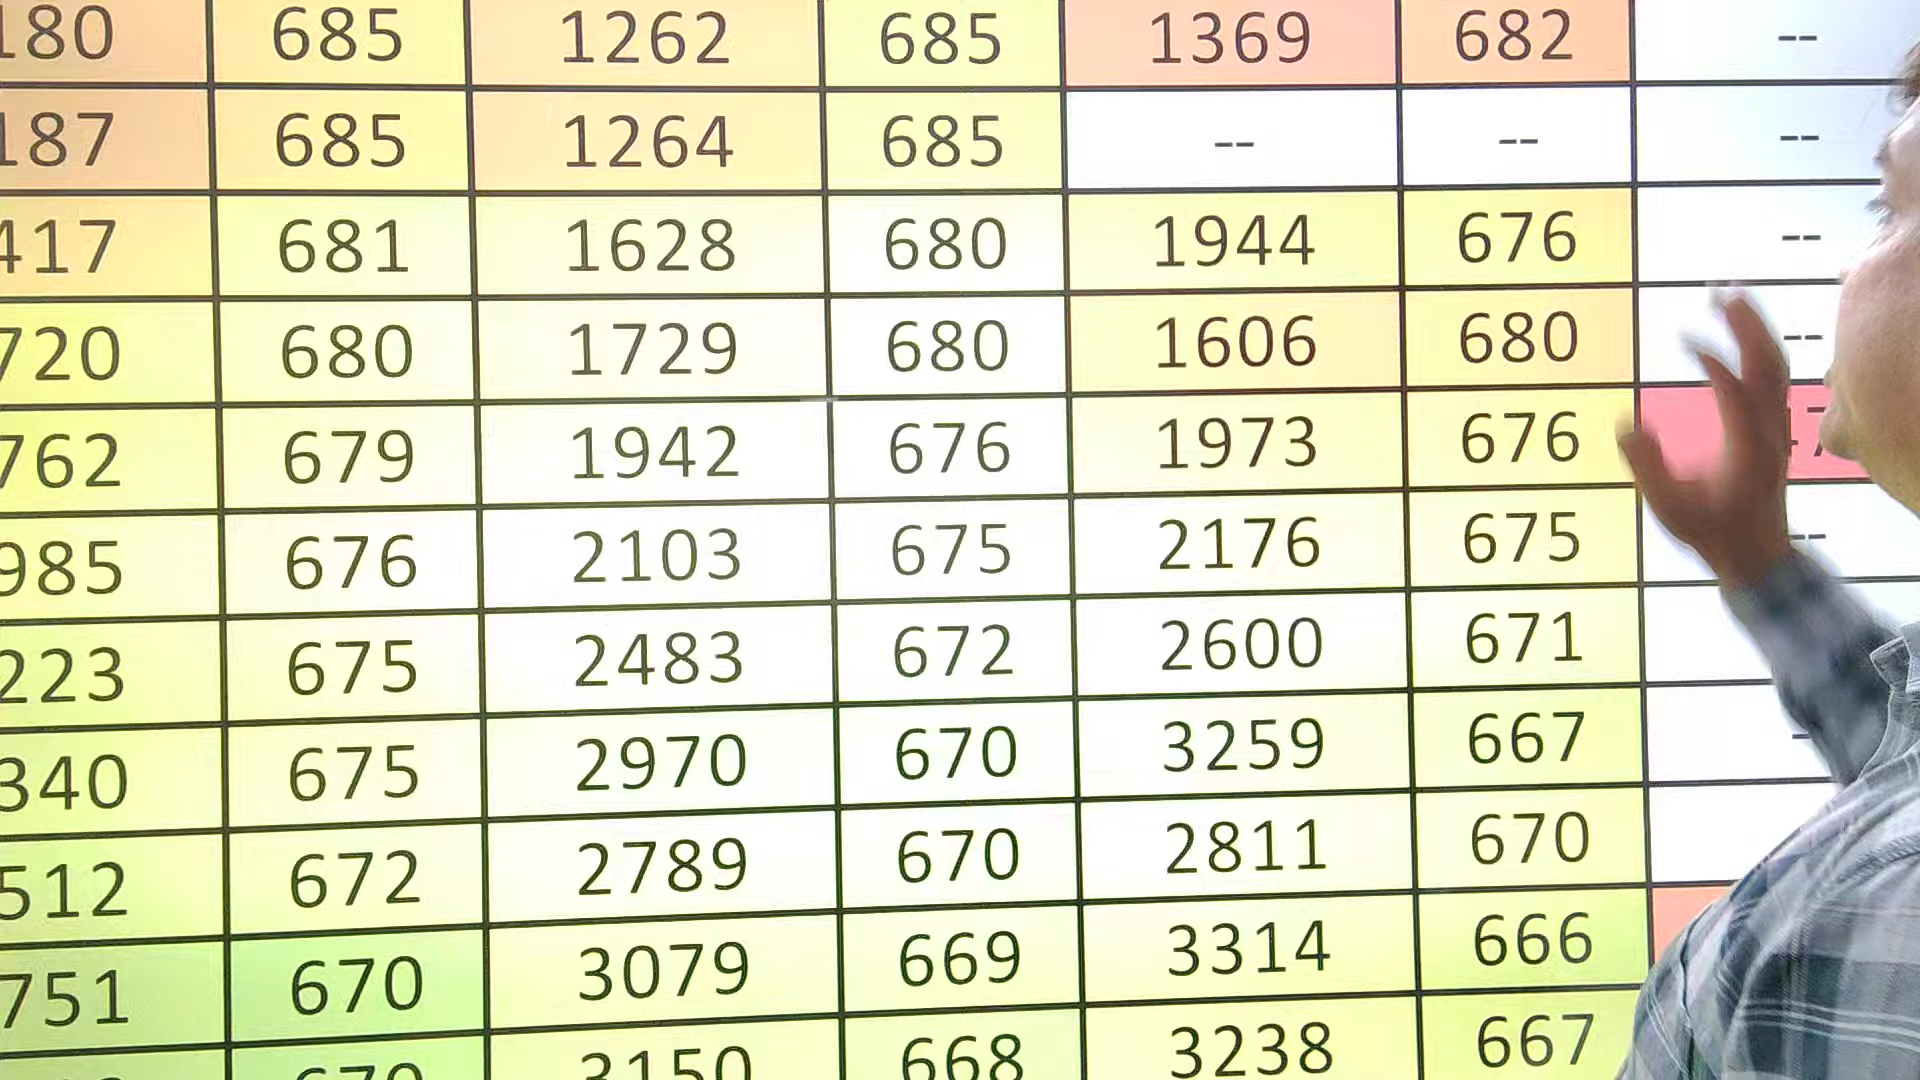 180 685 1262 685 1369 682 --
187 685 1264 685 -- -- --
417 681 1628 680 1944 676 --
720 680 1729 680 1606 680 --
762 679 1942 676 1973 676
985 676 2103 675 2176 675 --
223 675 2483 672 2600 671
340 675 2970 670 3259 667
512 672 2789 670 2811 670
751 670 3079 669 3314 666
670 3150 668 3238 667